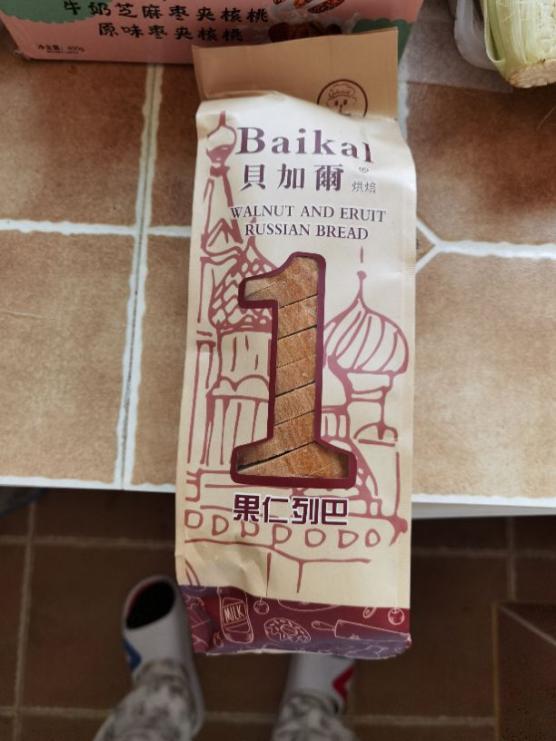 牛奶芝麻枣夹核桃
原味枣夹核桃
Baikal
貝加爾
烘焙
WALNUT AND ERUIT
RUSSIAN BREAD
1
果仁列巴
MILK